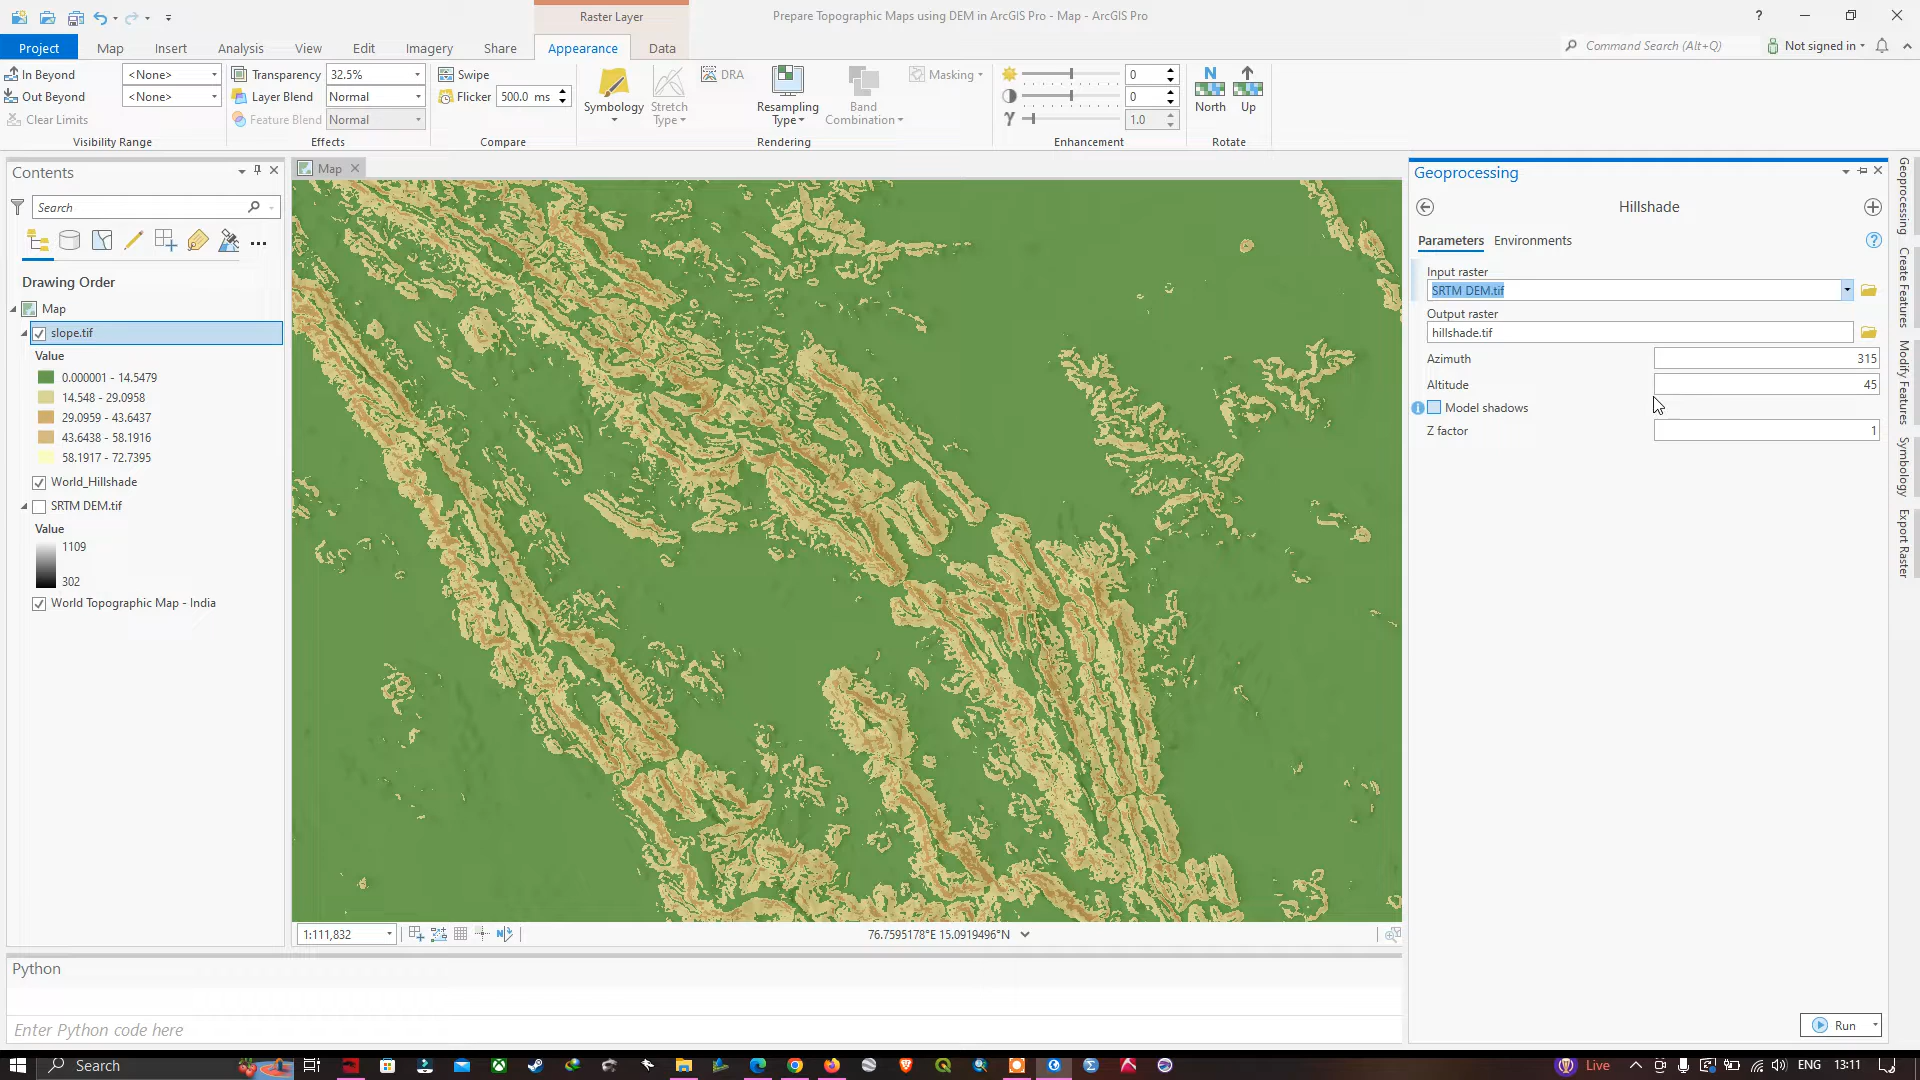 Raster Layer
Prepare Topographic Maps using DEM in ArcGIS Pro - Map - ArcGIS Pro
?
Project
Map
Insert
Analysis
View
Edit
Imagery
Share
Appearance
Data
Command Search (Alt+Q)
Not signed in
In Beyond
<None>
Out Beyond
<None>
Clear Limits
Visibility Range
Transparency
32.5%
Layer Blend
Normal
Feature Blend
Normal
Effects
Swipe
Flicker
500.0 ms
Compare
Symbology
Stretch
Type
DRA
Resampling
Type
Band
Combination
Masking
Rendering
0
0
γ
1.0
Enhancement
N
North
Up
Rotate
Contents
Search
Drawing Order
Map
slope.tif
Value
0.000001 - 14.5479
14.548 - 29.0958
29.0959 - 43.6437
43.6438 - 58.1916
58.1917 - 72.7395
World_Hillshade
SRTM DEM.tif
Value
1109
302
World Topographic Map - India
Map
1:111,832
76.7595178°E 15.0919496°N
Python
Enter Python code here
Geoprocessing
Hillshade
Parameters
Environments
?
Input raster
SRTM DEM.tif
Output raster
hillshade.tif
Azimuth
315
Altitude
45
Model shadows
Z factor
1
Run
Geoprocessing
Create Features
Modify Features
Symbology
Export Raster
Search
Live
ENG
13:11